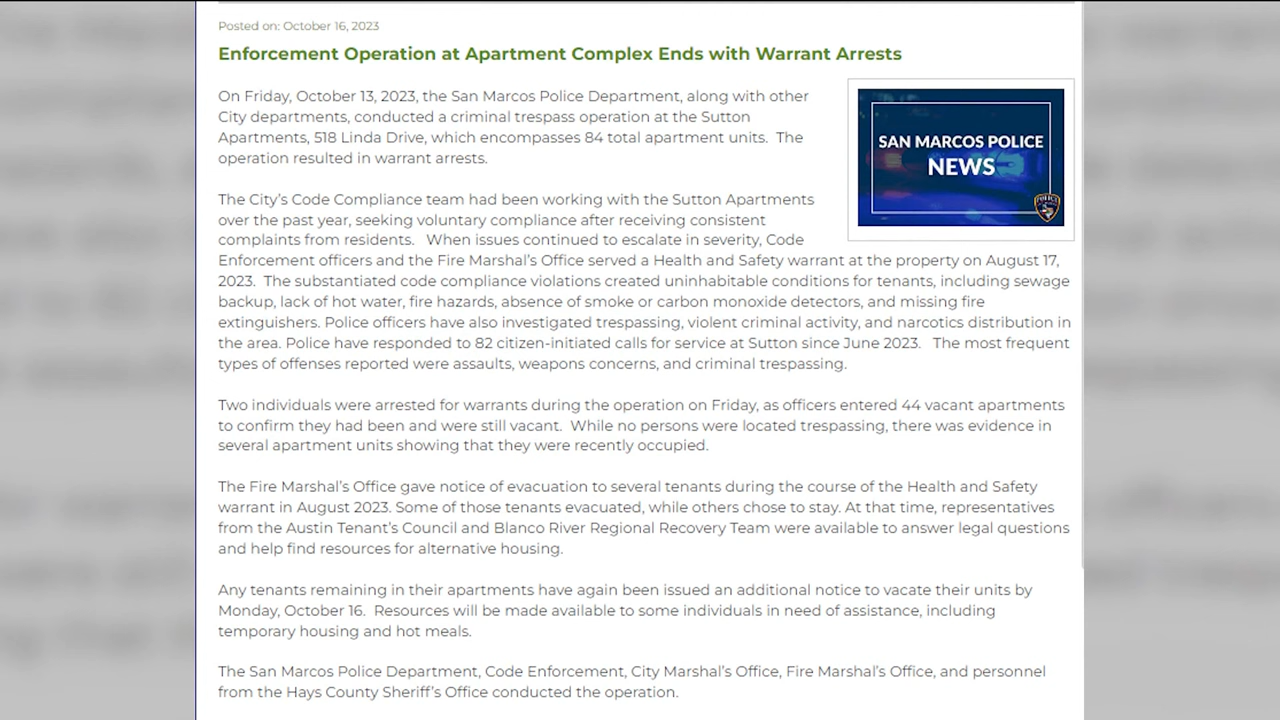 Posted on: October 16, 2023
Enforcement Operation at Apartment Complex Ends with Warrant Arrests
On Friday, October 13, 2023, the San Marcos Police Department, along with other
City departments, conducted a criminal trespass operation at the Sutton
Apartments, 518 Linda Drive, which encompasses 84 total apartment units. The
operation resulted in warrant arrests.
SAN MARCOS POLICE
NEWS
POLICE
The City's Code Compliance team had been working with the Sutton Apartments
over the past year, seeking voluntary compliance after receiving consistent
complaints from residents. When issues continued to escalate in severity, Code
Enforcement officers and the Fire Marshal's Office served a Health and Safety warrant at the property on August 17,
2023. The substantiated code compliance violations created uninhabitable conditions for tenants, including sewage
backup, lack of hot water, fire hazards, absence of smoke or carbon monoxide detectors, and missing fire
extinguishers. Police officers have also investigated trespassing, violent criminal activity, and narcotics distribution in
the area. Police have responded to 82 citizen-initiated calls for service at Sutton since June 2023. The most frequent
types of offenses reported were assaults, weapons concerns, and criminal trespassing.
Two individuals were arrested for warrants during the operation on Friday, as officers entered 44 vacant apartments
to confirm they had been and were still vacant. While no persons were located trespassing, there was evidence in
several apartment units showing that they were recently occupied.
The Fire Marshal's Office gave notice of evacuation to several tenants during the course of the Health and Safety
warrant in August 2023. Some of those tenants evacuated, while others chose to stay. At that time, representatives
from the Austin Tenant's Council and Blanco River Regional Recovery Team were available to answer legal questions
and help find resources for alternative housing.
Any tenants remaining in their apartments have again been issued an additional notice to vacate their units by
Monday, October 16. Resources will be made available to some individuals in need of assistance, including
temporary housing and hot meals.
The San Marcos Police Department, Code Enforcement, City Marshal's Office, Fire Marshal's Office, and personnel
from the Hays County Sheriff's Office conducted the operation.